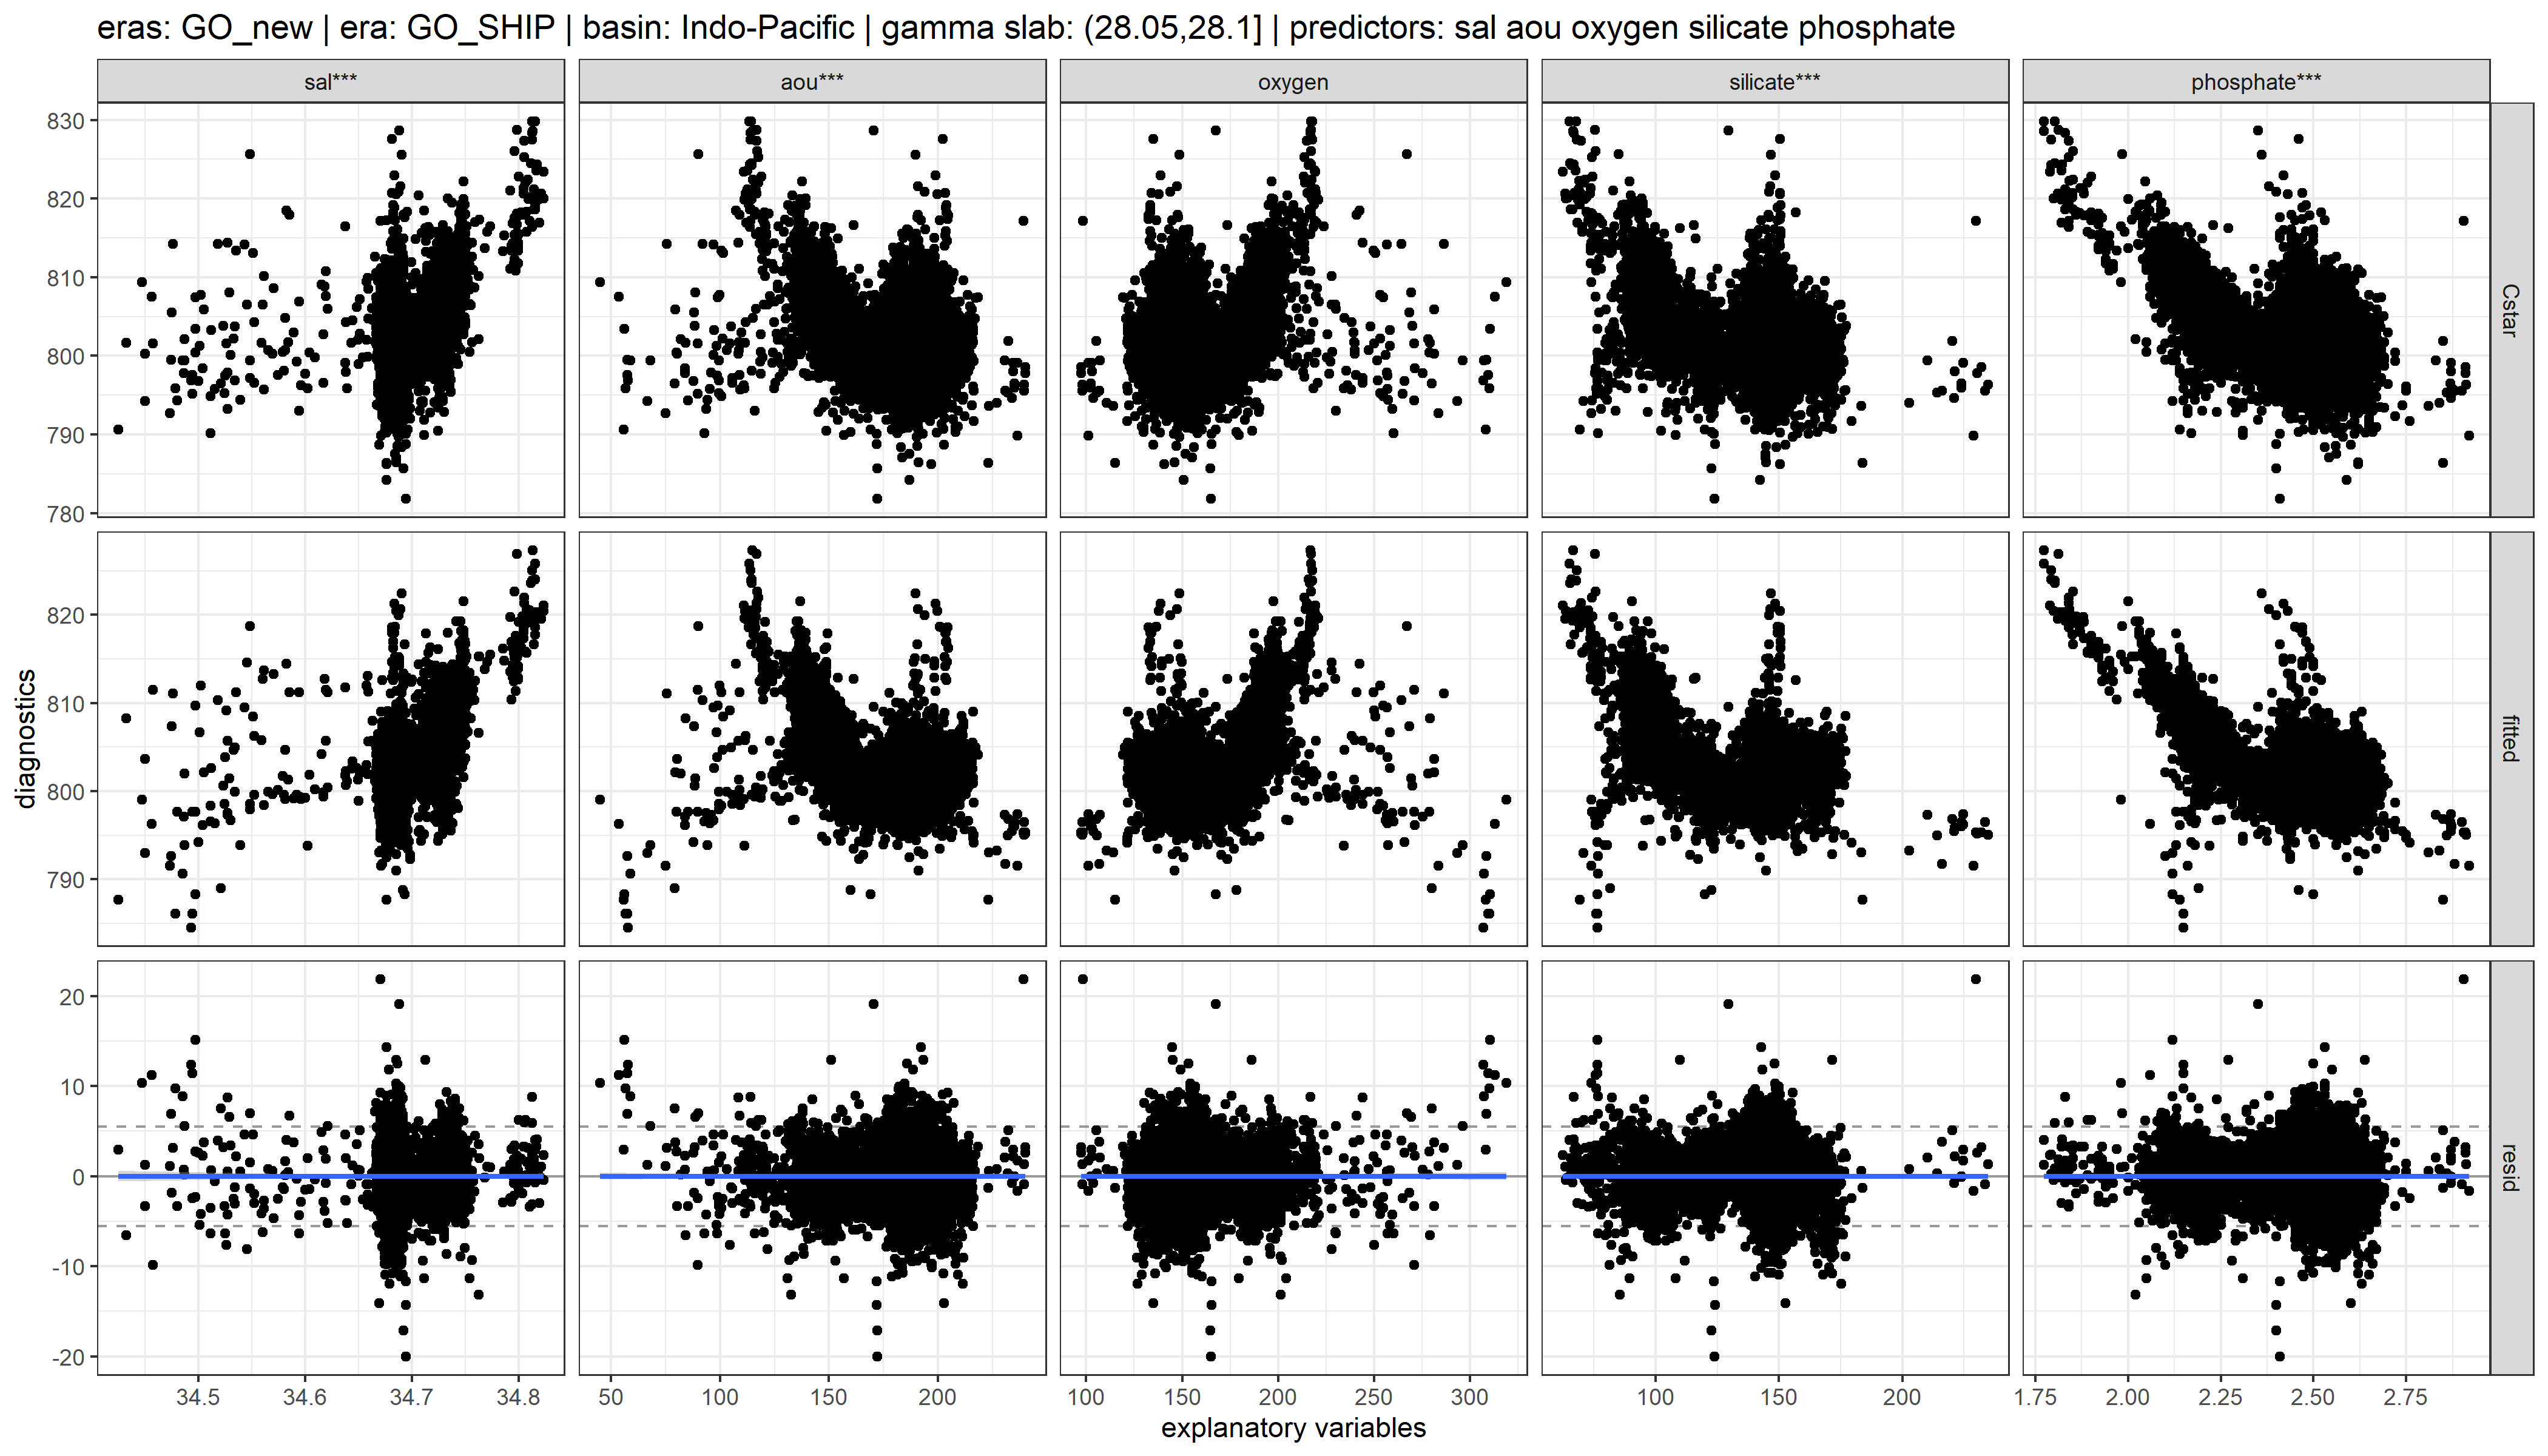 eras: GO_new | era: GO_SHIP | basin: Indo-Pacific | gamma slab: (28.05,28.1] | predictors: sal aou oxygen silicate phosphate
sal*** aou*** oxygen silicate*** phosphate***
830
820
810
800
790
780
Cstar
820
810
800
790
fitted
diagnostics
20
10
0
-10
-20
resid
34.5 34.6 34.7 34.8 50 100 150 200 100 150 200 250 300 100 150 200 1.75 2.00 2.25 2.50 2.75
explanatory variables